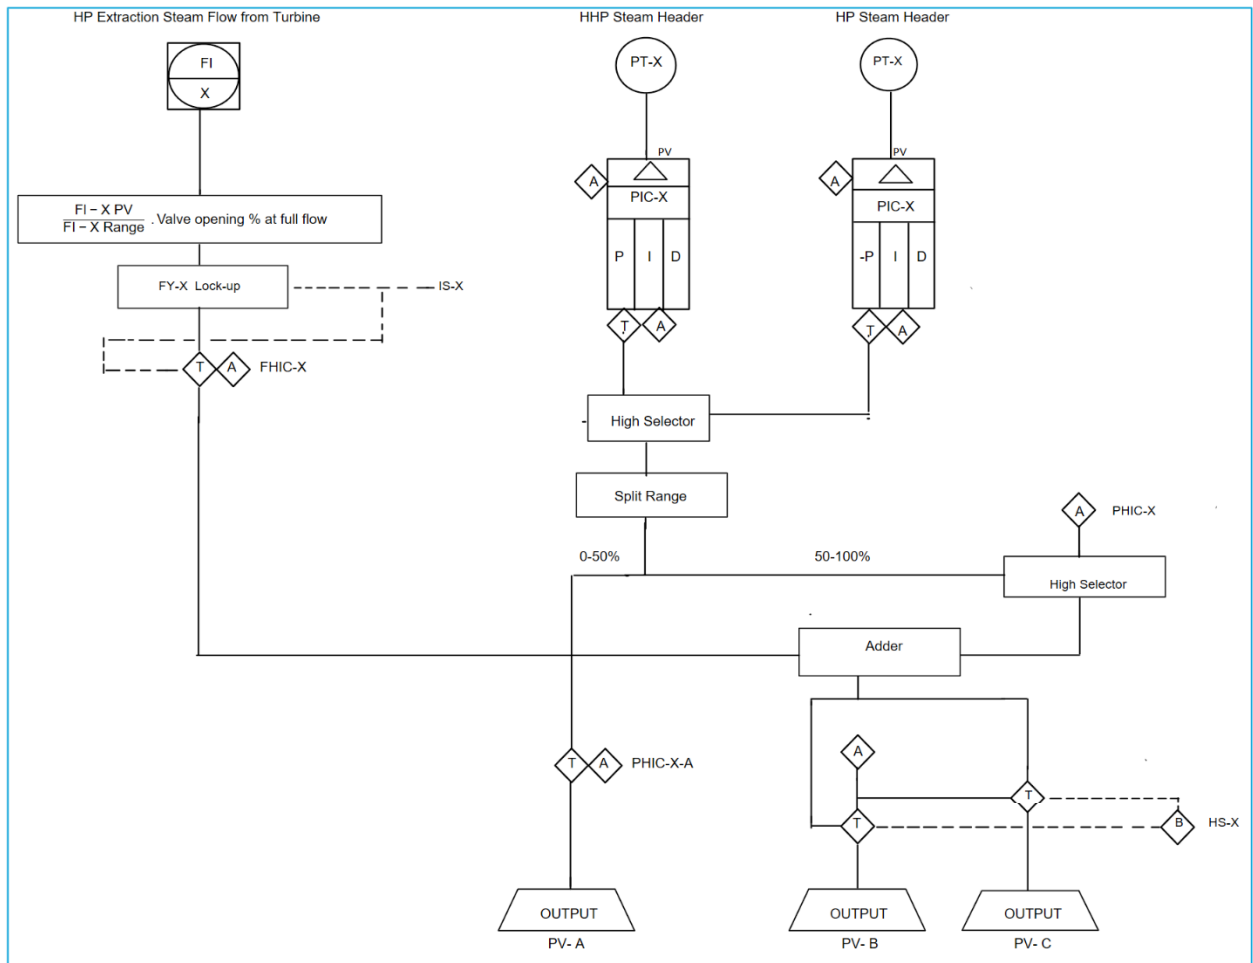 HP Extraction Steam Flow from Turbine
HHP Steam Header
HP Steam Header
FI
X
PT-X
PT-X
PV
PV
A
A
PIC-X
PIC-X
P I D
-P I D
FI − X PV
FI − X Range
. Valve opening % at full flow
FY-X Lock-up
IS-X
T A
T A
T A
FHIC-X
High Selector
Split Range
A
PHIC-X
0-50%
50-100%
High Selector
Adder
A
T A
PHIC-X-A
T
T
B
HS-X
OUTPUT
OUTPUT
OUTPUT
PV- A
PV- B
PV- C